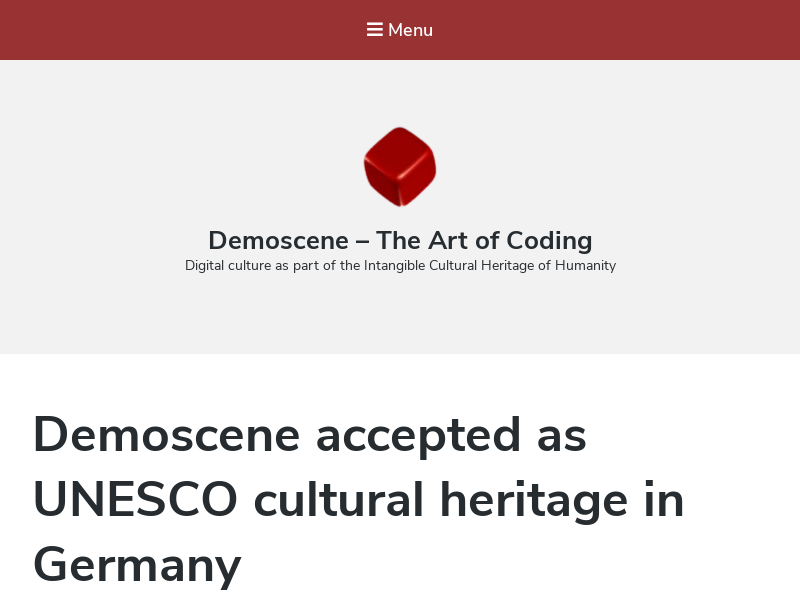 Menu
Demoscene – The Art of Coding
Digital culture as part of the Intangible Cultural Heritage of Humanity
Demoscene accepted as
UNESCO cultural heritage in
Germany